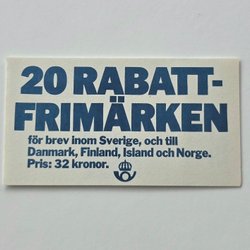 20 RABATT-
FRIMÄRKEN
för brev inom Sverige, och till
Danmark, Finland, Island och Norge.
Pris: 32 kronor.